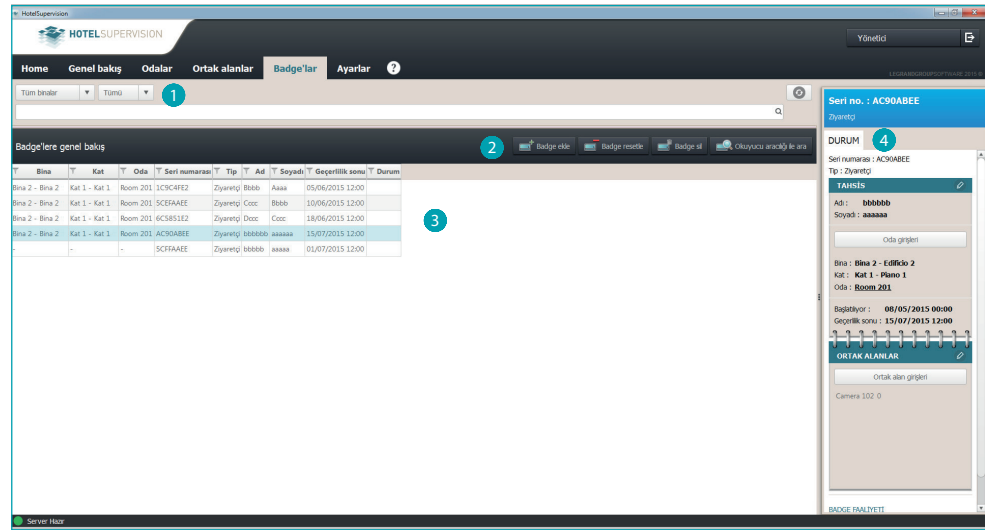 HotelSupervision
HOTELSUPERVISION
Yönetici
Home Genel bakış Odalar Ortak alanlar Badge'lar Ayarlar ?
LEGRANDGROUPSOFTWARE 2015 ©
Tüm binalar Tümü 1
Badge'lere genel bakış 2 Badge ekle Badge resetle Badge sil Okuyucu aracılığı ile ara
Bina Kat Oda Seri numarası Tip Ad Soyadı Geçerlilik sonu Durum
Bina 2 - Bina 2 Kat 1 - Kat 1 Room 201 1C9C4FE2 Ziyaretçi Bbbb Aaaa 05/06/2015 12:00
Bina 2 - Bina 2 Kat 1 - Kat 1 Room 201 5CEFAAEE Ziyaretçi Cccc Bbbb 10/06/2015 12:00
Bina 2 - Bina 2 Kat 1 - Kat 1 Room 201 6C5851E2 Ziyaretçi Dccc Cccc 18/06/2015 12:00
Bina 2 - Bina 2 Kat 1 - Kat 1 Room 201 AC90ABEE Ziyaretçi bbbbbb aaaaaa 15/07/2015 12:00
- - - 5CFFAAEE Ziyaretçi bbbbb aaaaa 01/07/2015 12:00
3
Seri no. : AC90ABEE
Ziyaretçi
DURUM 4
Seri numarası : AC90ABEE
Tip : Ziyaretçi
TAHSİS
Adı : bbbbbb
Soyadı : aaaaaa
Oda girişleri
Bina : Bina 2 - Edificio 2
Kat : Kat 1 - Piano 1
Oda : Room 201
Başlatılıyor : 08/05/2015 00:00
Geçerlilik sonu : 15/07/2015 12:00
ORTAK ALANLAR
Ortak alan girişleri
Camera 102 0
BADGE FAALİYETİ
Server Hazır